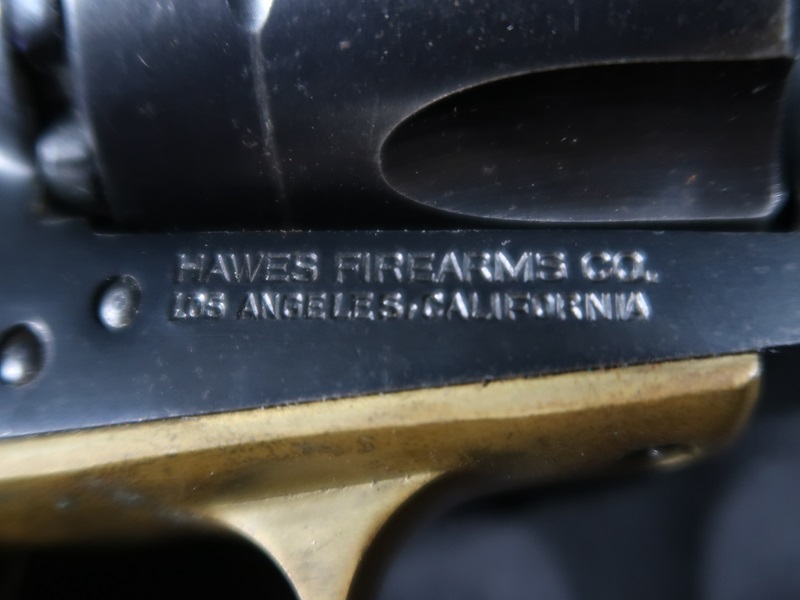 HAWES FIREARMS CO.
LOS ANGELES, CALIFORNIA